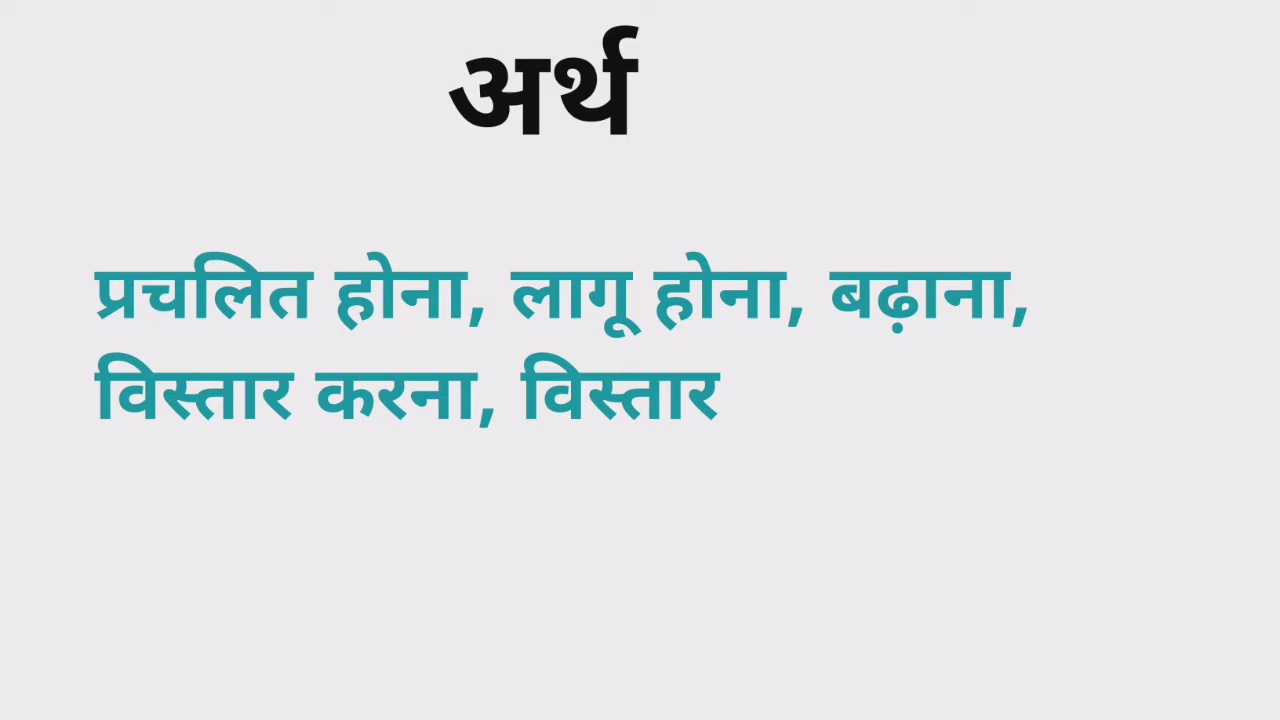 अर्थ
प्रचलित होना, लागू होना, बढ़ाना,
विस्तार करना, विस्तार